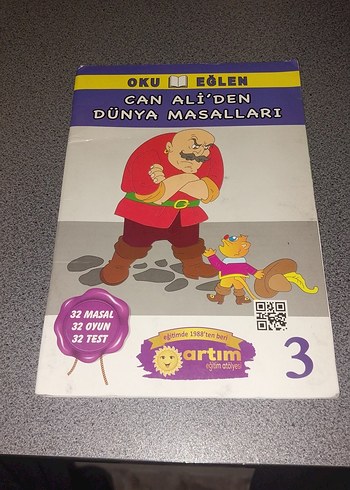 OKU EĞLEN
CAN ALİ'DEN
DÜNYA MASALLARI
32 MASAL
32 OYUN
32 TEST
eğitimde 1988'ten beri
artım
eğitim atölyesi
3